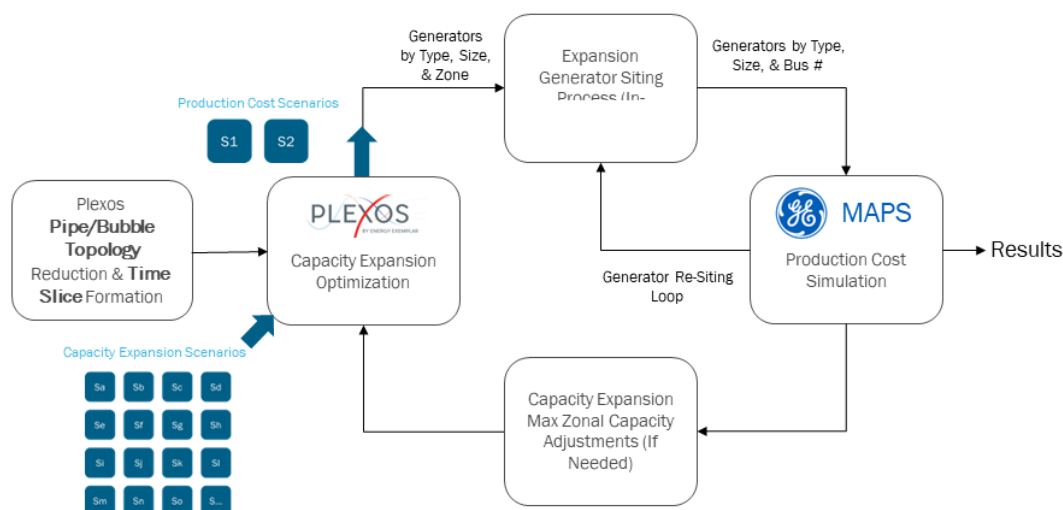 Generators
by Type, Size,
& Zone
Expansion
Generator Siting
Process (In-
Generators by Type,
Size, & Bus #
Production Cost Scenarios
S1
S2
Plexos
Pipe/Bubble
Topology
Reduction & Time
Slice Formation
PLEXOS
BY ENERGY EXEMPLAR
Capacity Expansion
Optimization
GE
MAPS
Production Cost
Simulation
Results
Generator Re-Siting
Loop
Capacity Expansion Scenarios
Sa
Sb
Sc
Sd
Se
Sf
Sg
Sh
Si
Sj
Sk
Sl
Sm
Sn
So
S...
Capacity Expansion
Max Zonal Capacity
Adjustments (If
Needed)